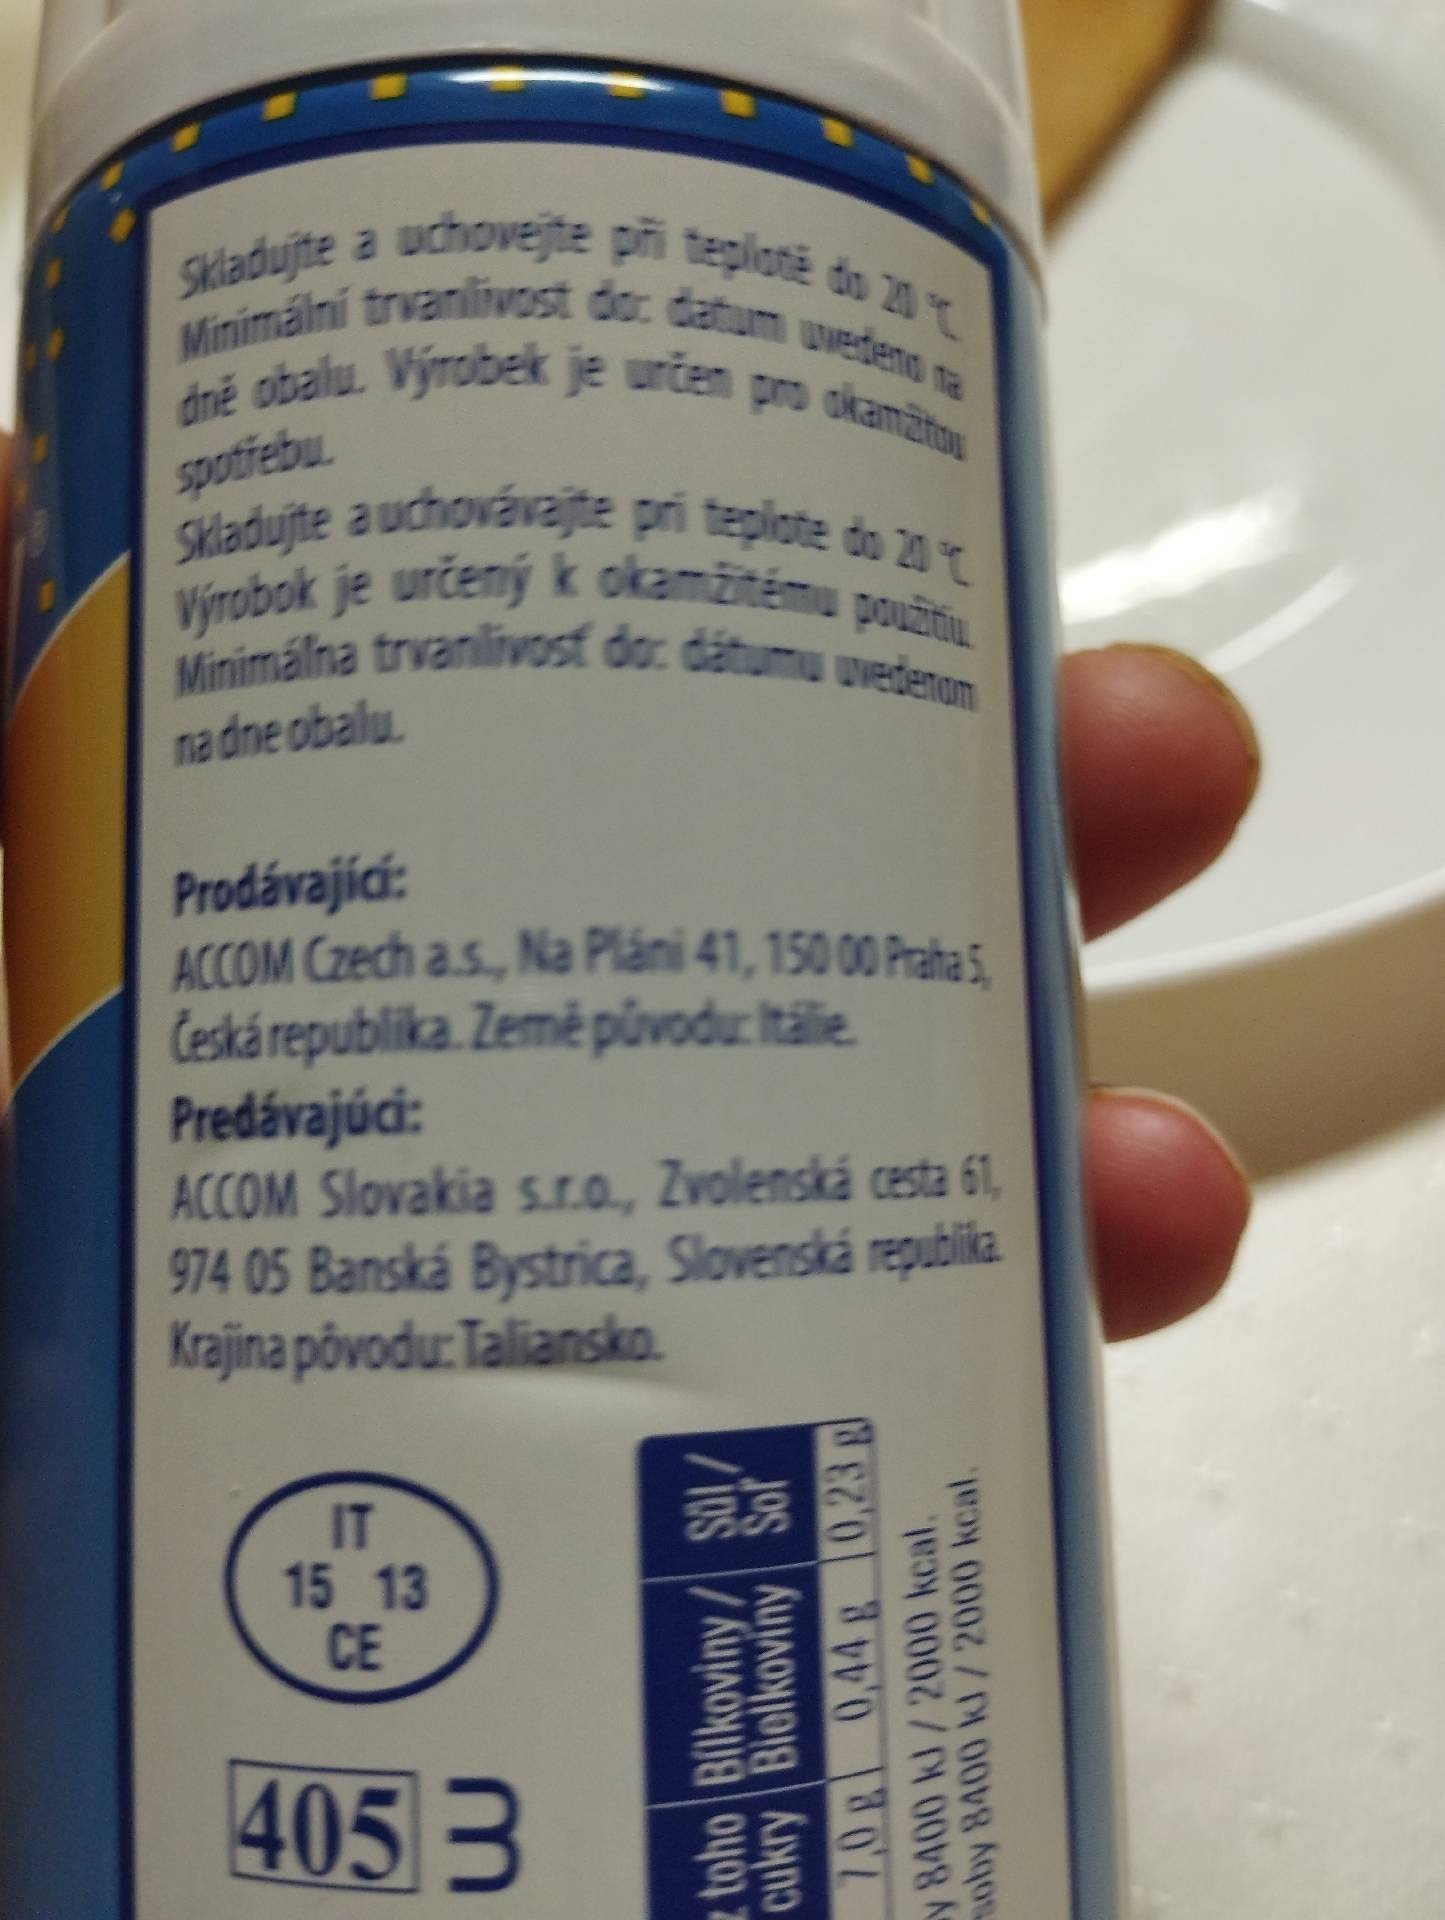 Skladujte a uchovejte při teplotě do 20 °C.
Minimální trvanlivost do: datum uvedeno na
dně obalu. Výrobek je určen pro okamžitou
spotřebu.
Skladujte a uchovávajte pri teplote do 20 °C.
Výrobok je určený k okamžitému použitiu.
Minimálna trvanlivosť do: dátumu uvedenom
na dne obalu.
Prodávající:
ACCOM Czech a.s., Na Pláni 41, 150 00 Praha 5,
Česká republika. Země původu: Itálie.
Predávajúci:
ACCOM Slovakia s.r.o., Zvolenská cesta 61,
974 05 Banská Bystrica, Slovenská republika.
Krajina pôvodu: Taliansko.
IT
15 13
CE
405 3
z toho
cukry
Bílkoviny /
Bielkoviny
Sůl /
Soľ
7,0 g 0,44 g 0,23 g
8400 kJ / 2000 kcal.
8400 kJ / 2000 kcal.